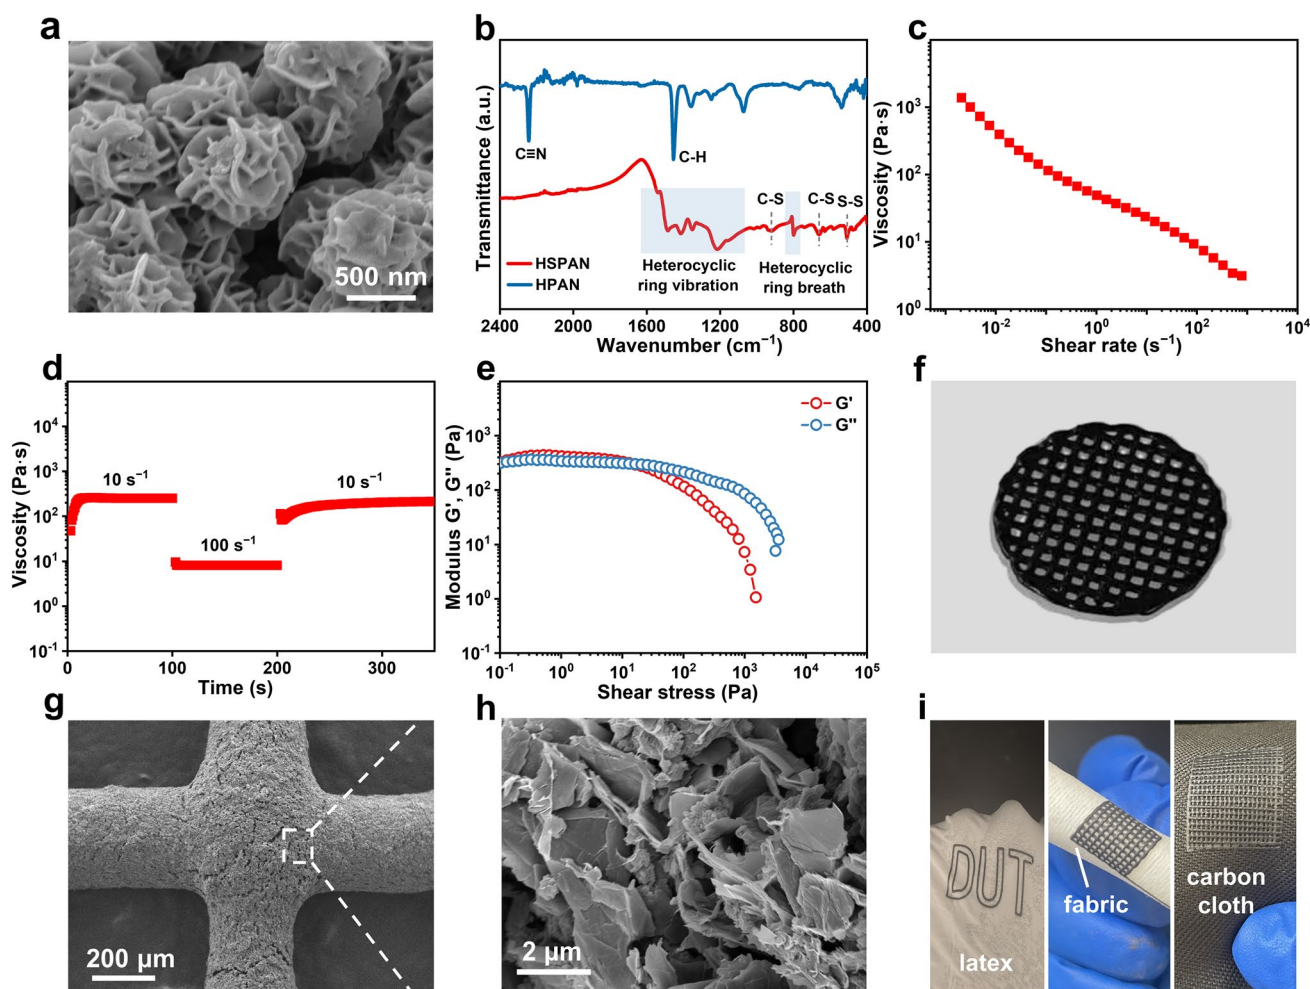 a
500 nm
b
Transmittance (a.u.)
C≡N
C-H
C-S
C-S
S-S
HSPAN
HPAN
Heterocyclic
ring vibration
Heterocyclic
ring breath
2400
2000
1600
1200
800
400
Wavenumber (cm⁻¹)
c
Viscosity (Pa·s)
10³
10²
10¹
10⁰
10⁻²
10⁰
10²
10⁴
Shear rate (s⁻¹)
d
Viscosity (Pa·s)
10⁴
10³
10²
10¹
10⁰
10⁻¹
10 s⁻¹
100 s⁻¹
10 s⁻¹
0
100
200
300
Time (s)
e
Modulus G', G'' (Pa)
G'
G''
10³
10²
10¹
10⁰
10⁻¹
10⁻¹
10⁰
10¹
10²
10³
10⁴
10⁵
Shear stress (Pa)
f
g
200 μm
h
2 μm
i
DUT
latex
fabric
carbon
cloth